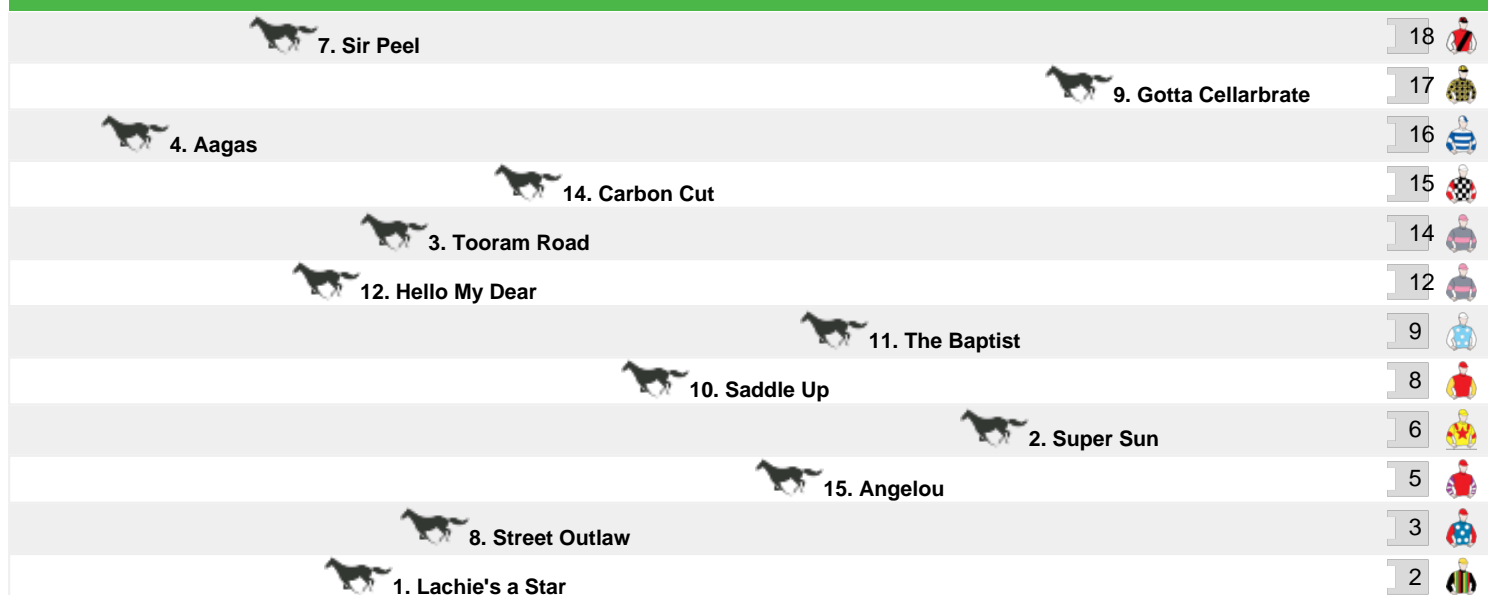 7. Sir Peel 18
9. Gotta Cellarbrate 17
4. Aagas 16
14. Carbon Cut 15
3. Tooram Road 14
12. Hello My Dear 12
11. The Baptist 9
10. Saddle Up 8
2. Super Sun 6
15. Angelou 5
8. Street Outlaw 3
1. Lachie's a Star 2